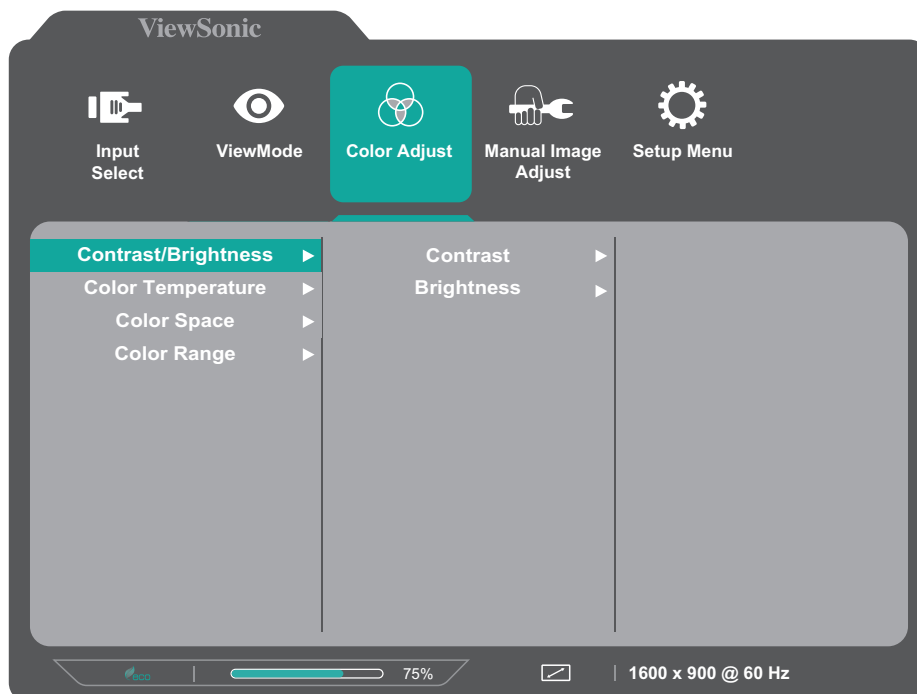 ViewSonic
Input
Select
ViewMode
Color Adjust
Manual Image
Adjust
Setup Menu
Contrast/Brightness
Color Temperature
Color Space
Color Range
Contrast
Brightness
eco
75%
1600 x 900 @ 60 Hz